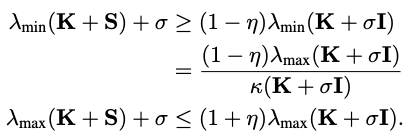 λ_min(K + S) + σ ≥ (1 − η)λ_min(K + σI)
= (1 − η)λ_max(K + σI) / κ(K + σI)
λ_max(K + S) + σ ≤ (1 + η)λ_max(K + σI).